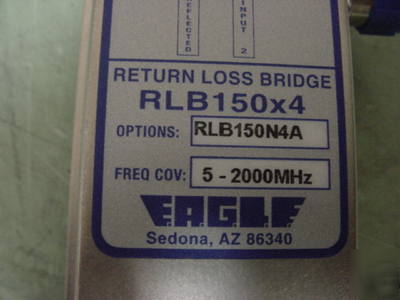 REFLECTED
INPUT 2
RETURN LOSS BRIDGE
RLB150x4
OPTIONS: RLB150N4A
FREQ COV: 5 - 2000MHz
EAGLE
Sedona, AZ 86340